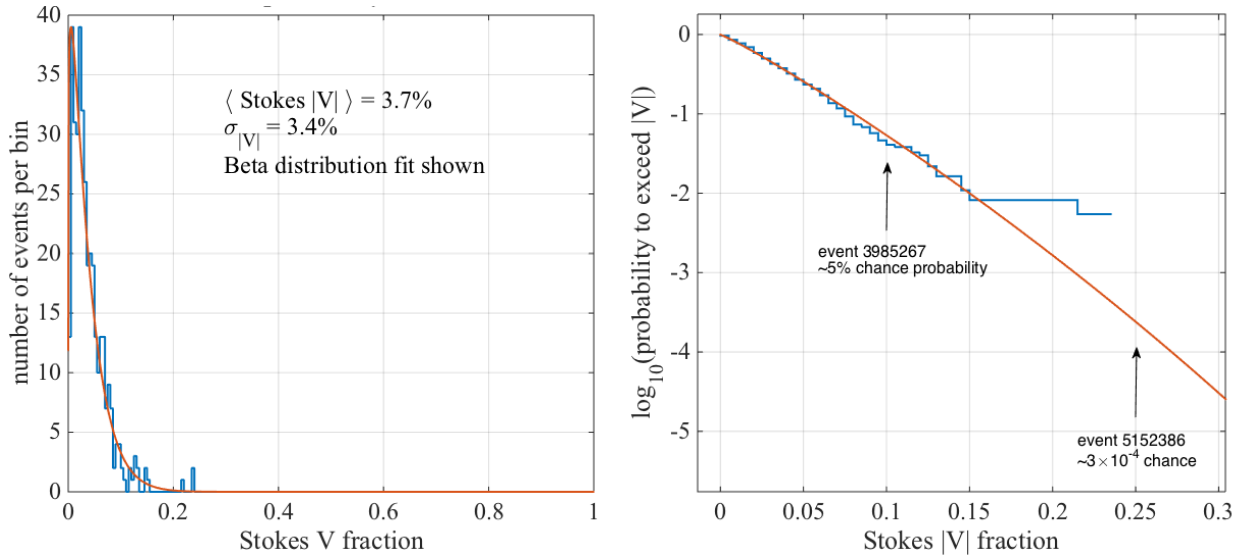 40
35
30
25
20
15
10
5
0
number of events per bin
⟨ Stokes |V| ⟩ = 3.7%
σ|V| = 3.4%
Beta distribution fit shown
0 0.2 0.4 0.6 0.8 1
Stokes V fraction
0
-1
-2
-3
-4
-5
log10(probability to exceed |V|)
event 3985267
~5% chance probability
event 5152386
~3×10-4 chance
0 0.05 0.1 0.15 0.2 0.25 0.3
Stokes |V| fraction